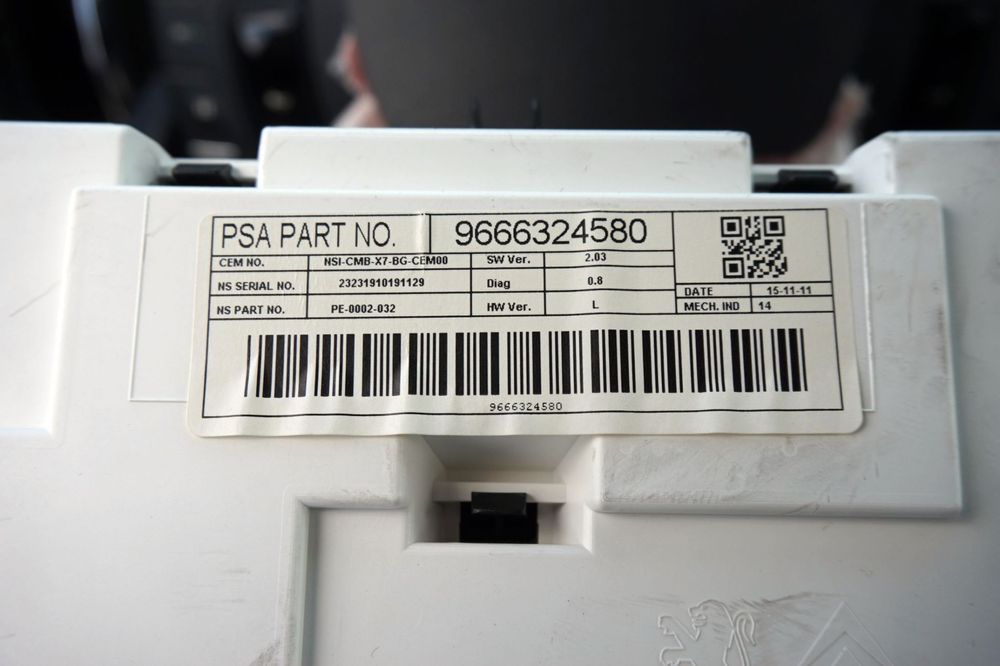 PSA PART NO. 9666324580
CEM NO. NSI-CMB-X7-BG-CEM00 SW Ver. 2.03
NS SERIAL NO. 23231910191129 Diag 0.8
DATE 15-11-11
NS PART NO. PE-0002-032 HW Ver. L
MECH. IND 14
9666324580